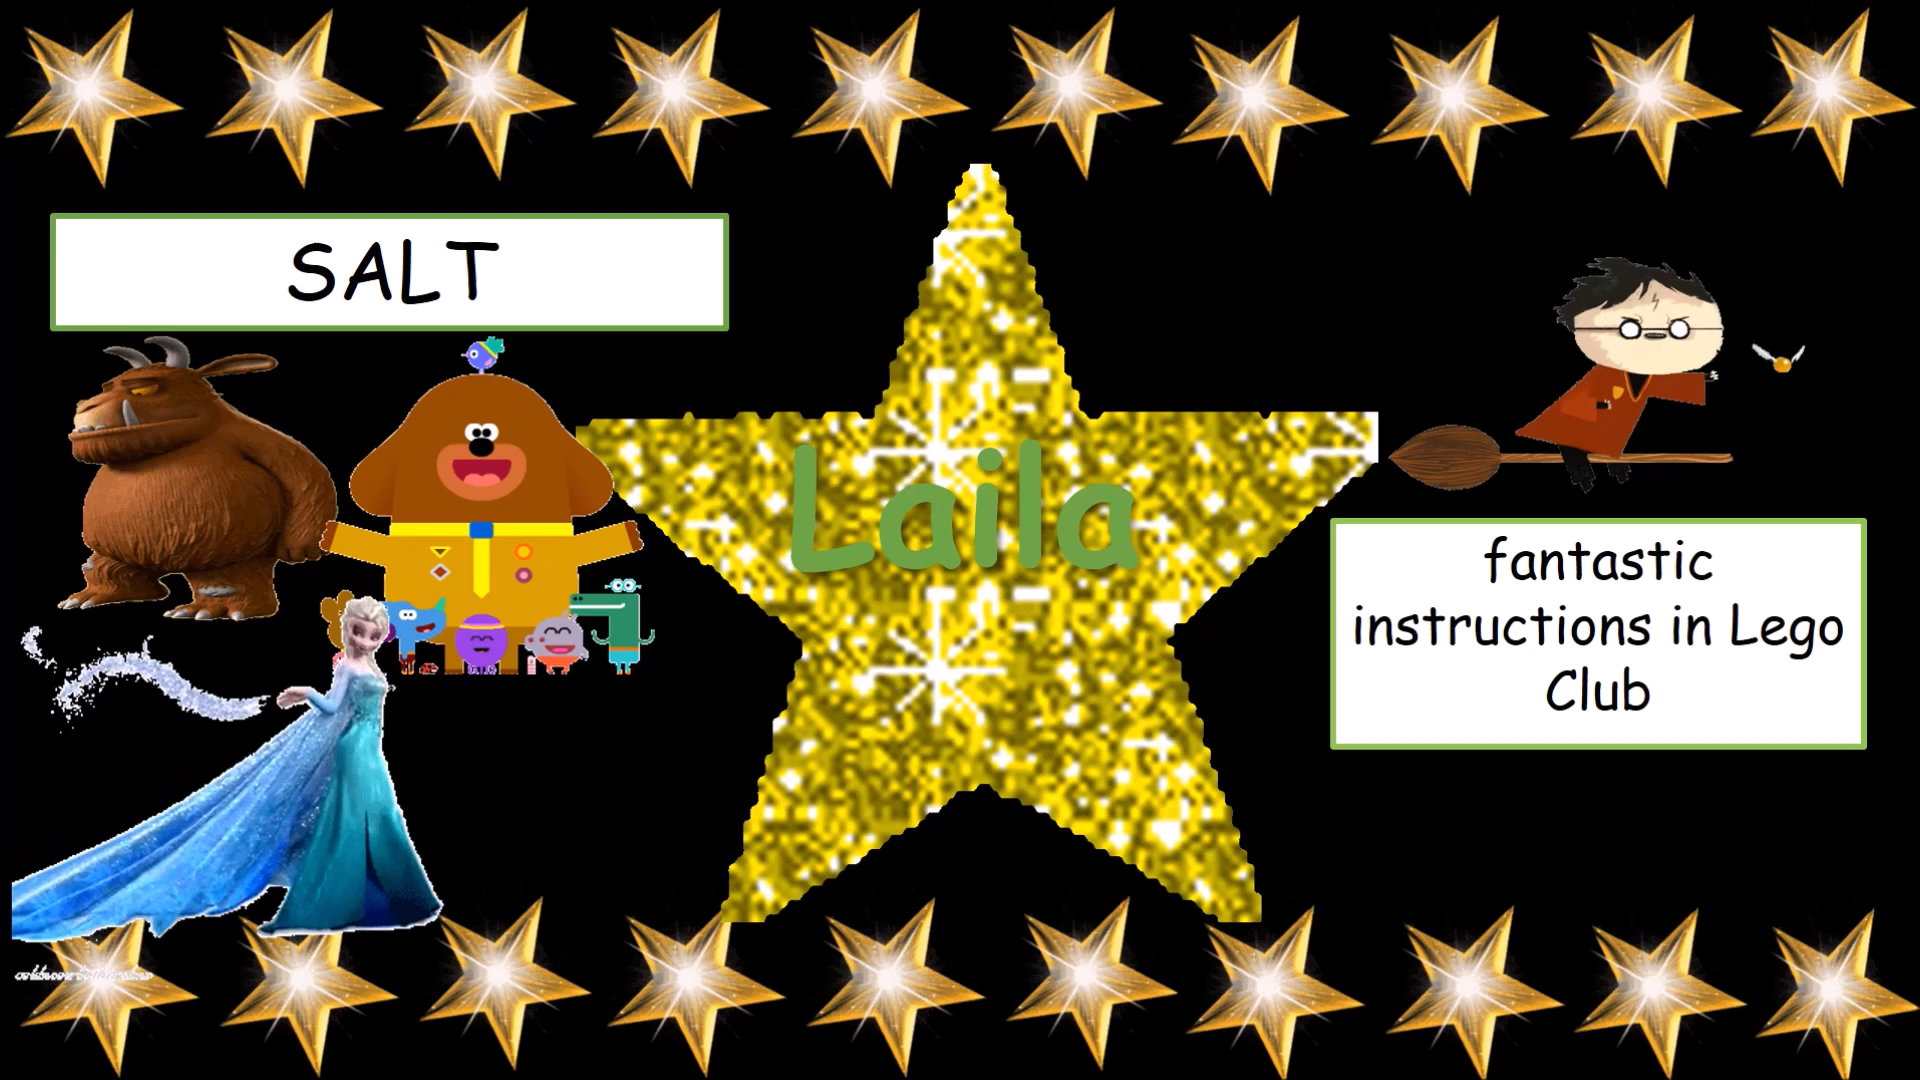 SALT
Laila
fantastic
instructions in Lego
Club